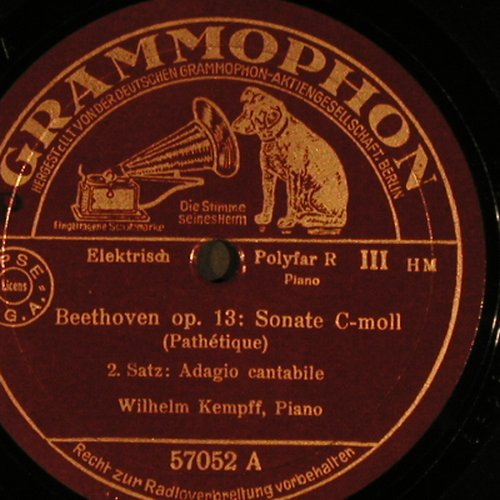 GRAMMOPHON
HERGESTELLT VON DER DEUTSCHEN GRAMMOPHON-AKTIENGESELLSCHAFT, BERLIN
Die Stimme
seines Herrn
Eingetragene Schutzmarke
Elektrisch Polyfar R III HM
Piano
Licens
G.A.
Beethoven op. 13: Sonate C-moll
(Pathétique)
2. Satz: Adagio cantabile
Wilhelm Kempff, Piano
57052 A
Recht zur Radioverbreitung vorbehalten